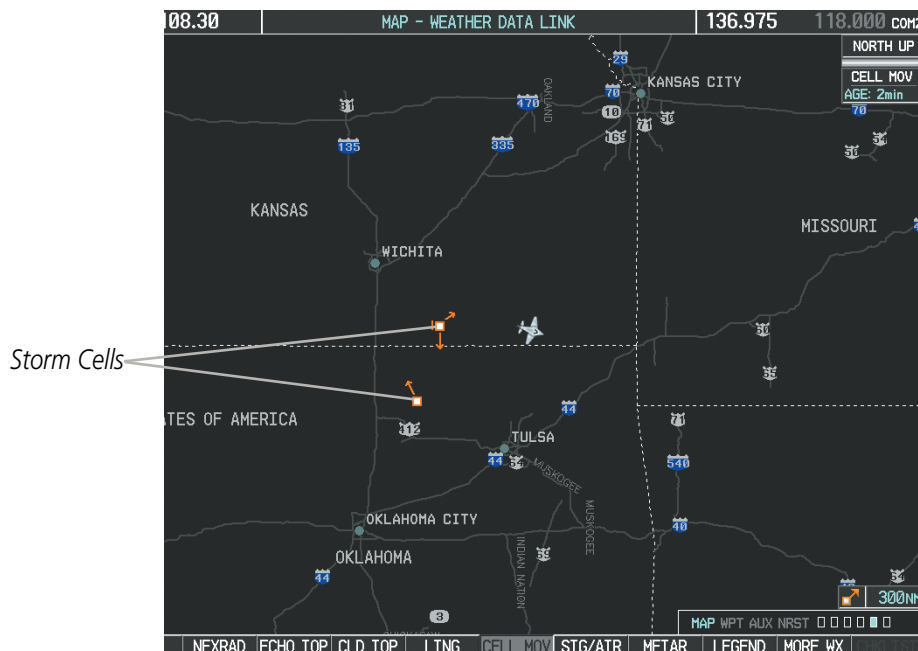 108.30 MAP - WEATHER DATA LINK 136.975 118.000 COM2
NORTH UP
CELL MOV
AGE: 2min
29
KANSAS CITY
70
470
OAKLAND
81
10
70
71
50
169
135
335
54
50
KANSAS
MISSOURI
WICHITA
60
Storm Cells
65
44
ATES OF AMERICA
412
71
TULSA
44
64
MUSKOGEE
540
MUSKOGEE
OKLAHOMA CITY
40
INDIAN NATION
OKLAHOMA
59
44
300NM
3
MAP WPT AUX NRST
NEXRAD ECHO TOP CLD TOP LTNG CELL MOV SIG/AIR METAR LEGEND MORE WX